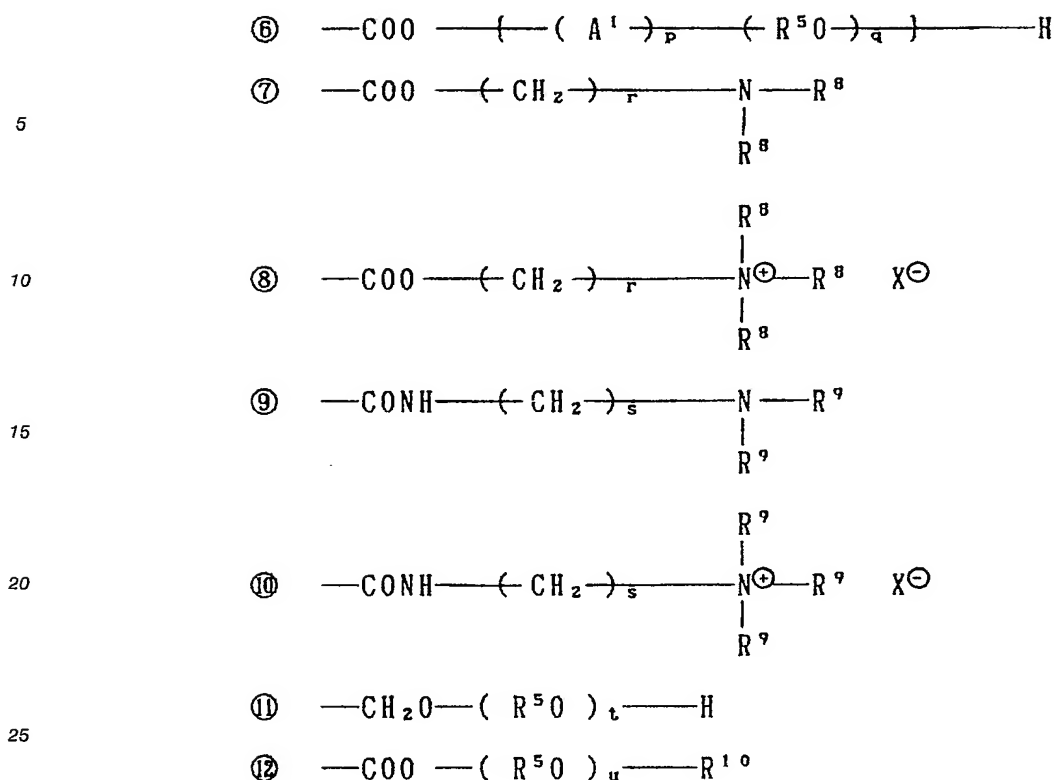 ⑥ —COO —{—( A¹ )—p—( R⁵O )—q}—H
⑦ —COO —( CH₂ )—r—N—R⁸
5
R⁸
R⁸
10 ⑧ —COO —( CH₂ )—r—N⊕—R⁸ X⊖
R⁸
⑨ —CONH—( CH₂ )—s—N—R⁹
15
R⁹
R⁹
20 ⑩ —CONH—( CH₂ )—s—N⊕—R⁹ X⊖
R⁹
⑪ —CH₂O—( R⁵O )t—H
25
⑫ —COO —( R⁵O )u—R¹⁰